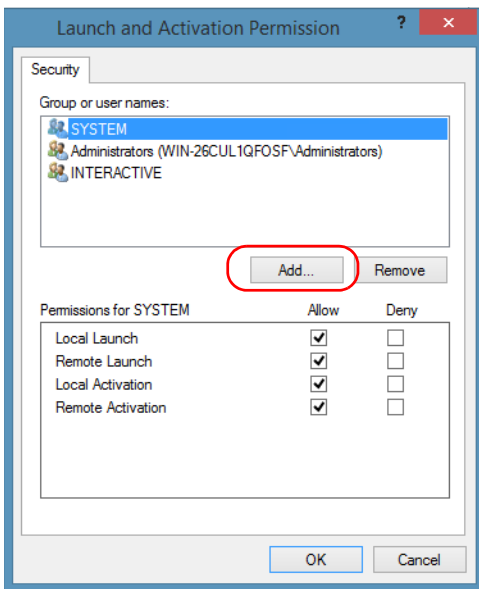 Launch and Activation Permission ? ×
Security
Group or user names:
SYSTEM
Administrators (WIN-26CUL1QFOSF\Administrators)
INTERACTIVE
Add... Remove
Permissions for SYSTEM Allow Deny
Local Launch
Remote Launch
Local Activation
Remote Activation
OK Cancel